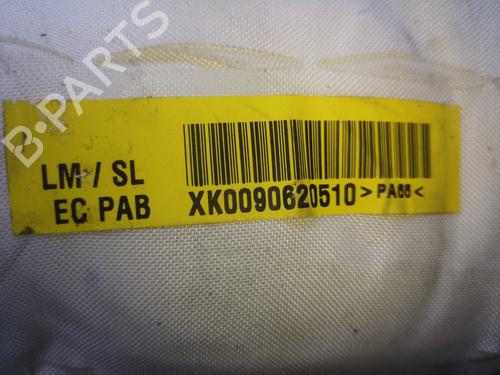 B-PARTS
LM / SL
EC PAB
XK0090620510 >PA66<